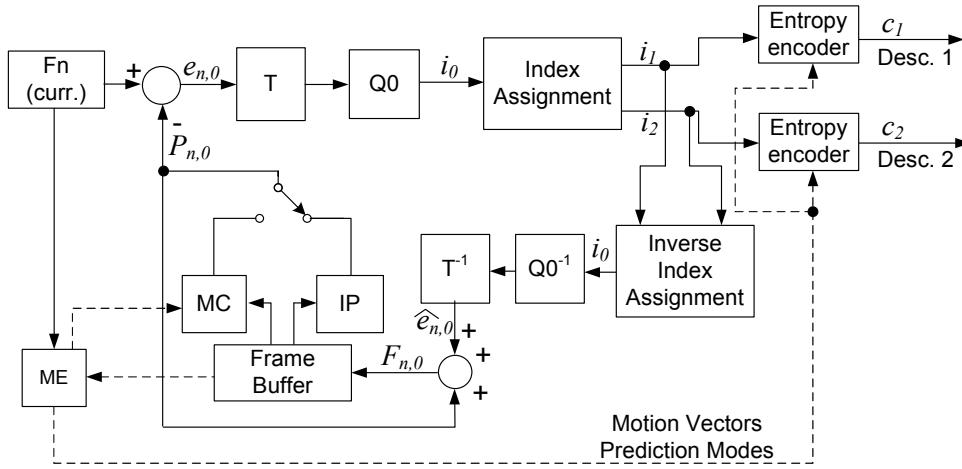 Fn
(curr.)
+
e_{n,0}
T
Q0
i_0
Index
Assignment
i_1
i_2
Entropy
encoder
c_1
Desc. 1
Entropy
encoder
c_2
Desc. 2
-
P_{n,0}
MC
IP
T^{-1}
Q0^{-1}
i_0
Inverse
Index
Assignment
\hat{e}_{n,0}
+
+
+
F_{n,0}
Frame
Buffer
ME
Motion Vectors
Prediction Modes